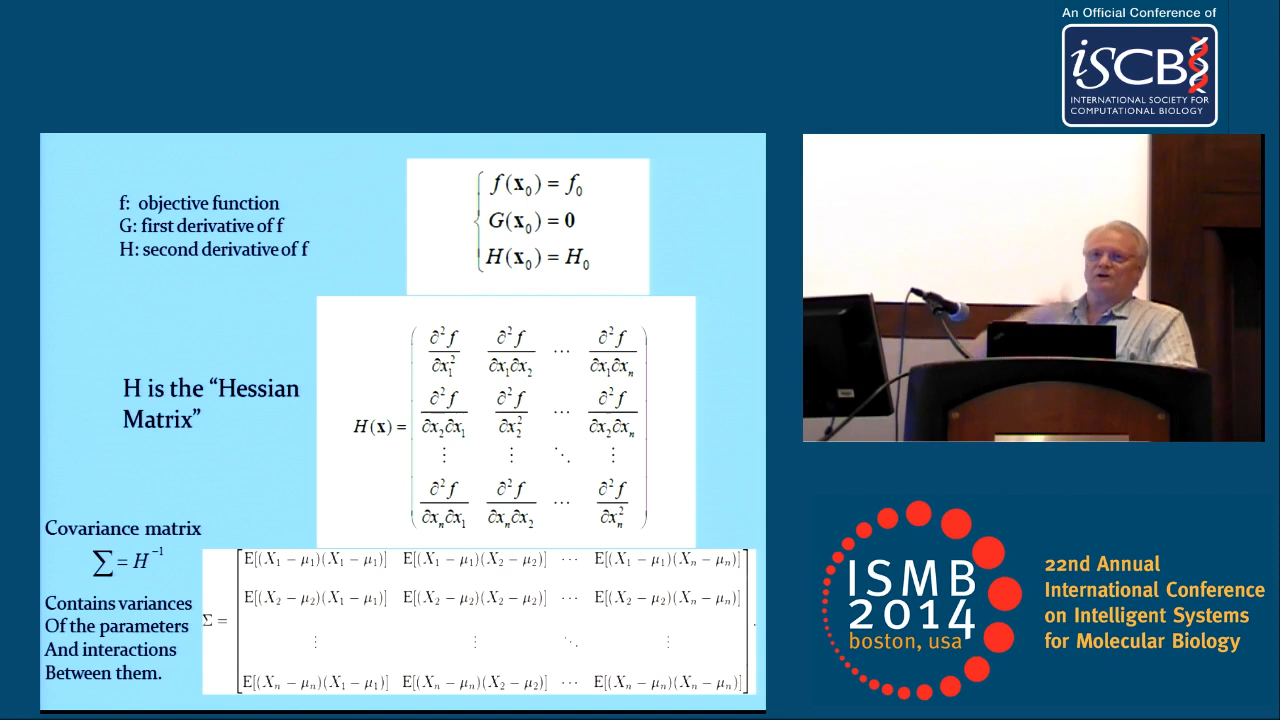 An Official Conference of
iSCB
INTERNATIONAL SOCIETY FOR
COMPUTATIONAL BIOLOGY
f: objective function
G: first derivative of f
H: second derivative of f
f(x₀) = f₀
G(x₀) = 0
H(x₀) = H₀
H is the “Hessian
Matrix”
H(x) =
∂²f/∂x₁² ∂²f/∂x₁∂x₂ ⋯ ∂²f/∂x₁∂xₙ
∂²f/∂x₂∂x₁ ∂²f/∂x₂² ⋯ ∂²f/∂x₂∂xₙ
⋮ ⋮ ⋱ ⋮
∂²f/∂xₙ∂x₁ ∂²f/∂xₙ∂x₂ ⋯ ∂²f/∂xₙ²
Covariance matrix
∑ = H⁻¹
Contains variances
Of the parameters
And interactions
Between them.
Σ =
E[(X₁ − μ₁)(X₁ − μ₁)] E[(X₁ − μ₁)(X₂ − μ₂)] ⋯ E[(X₁ − μ₁)(Xₙ − μₙ)]
E[(X₂ − μ₂)(X₁ − μ₁)] E[(X₂ − μ₂)(X₂ − μ₂)] ⋯ E[(X₂ − μ₂)(Xₙ − μₙ)]
⋮ ⋮ ⋱ ⋮
E[(Xₙ − μₙ)(X₁ − μ₁)] E[(Xₙ − μₙ)(X₂ − μ₂)] ⋯ E[(Xₙ − μₙ)(Xₙ − μₙ)]
.
ISMB
2014
boston, usa
22nd Annual
International Conference
on Intelligent Systems
for Molecular Biology